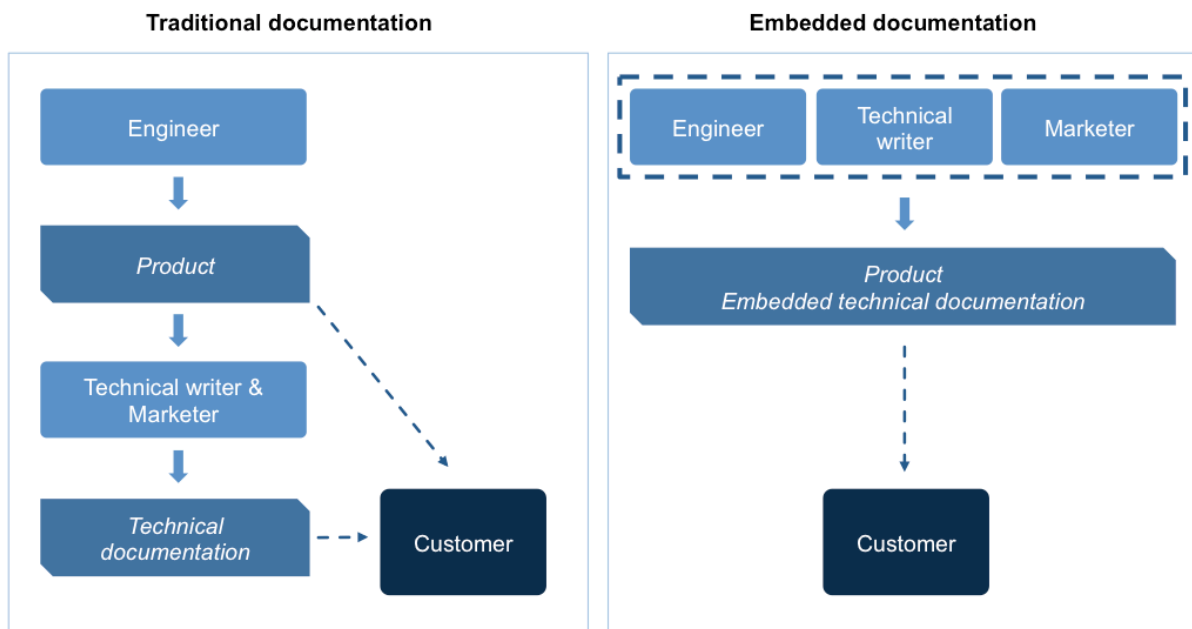 Traditional documentation
Engineer
Product
Technical writer &
Marketer
Technical
documentation
Customer
Embedded documentation
Engineer
Technical
writer
Marketer
Product
Embedded technical documentation
Customer